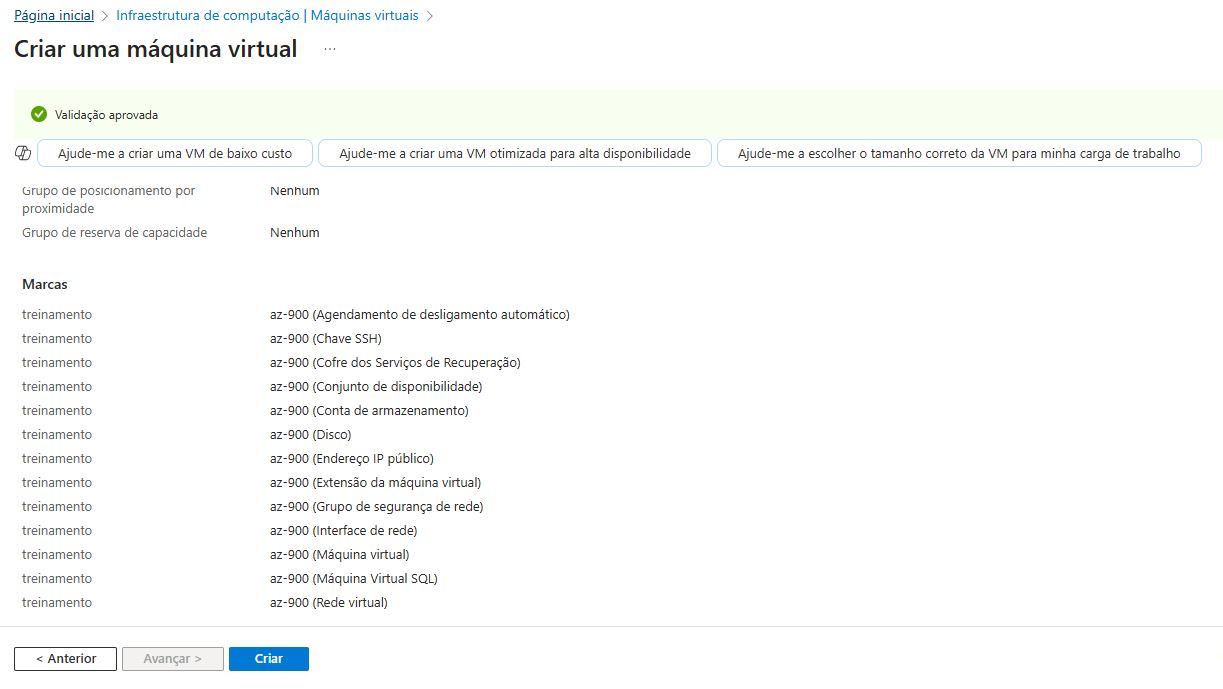 Página inicial > Infraestrutura de computação | Máquinas virtuais >
Criar uma máquina virtual ...
Validação aprovada
Ajude-me a criar uma VM de baixo custo Ajude-me a criar uma VM otimizada para alta disponibilidade Ajude-me a escolher o tamanho correto da VM para minha carga de trabalho
Grupo de posicionamento por Nenhum
proximidade
Grupo de reserva de capacidade Nenhum
Marcas
treinamento az-900 (Agendamento de desligamento automático)
treinamento az-900 (Chave SSH)
treinamento az-900 (Cofre dos Serviços de Recuperação)
treinamento az-900 (Conjunto de disponibilidade)
treinamento az-900 (Conta de armazenamento)
treinamento az-900 (Disco)
treinamento az-900 (Endereço IP público)
treinamento az-900 (Extensão da máquina virtual)
treinamento az-900 (Grupo de segurança de rede)
treinamento az-900 (Interface de rede)
treinamento az-900 (Máquina virtual)
treinamento az-900 (Máquina Virtual SQL)
treinamento az-900 (Rede virtual)
< Anterior Avançar > Criar